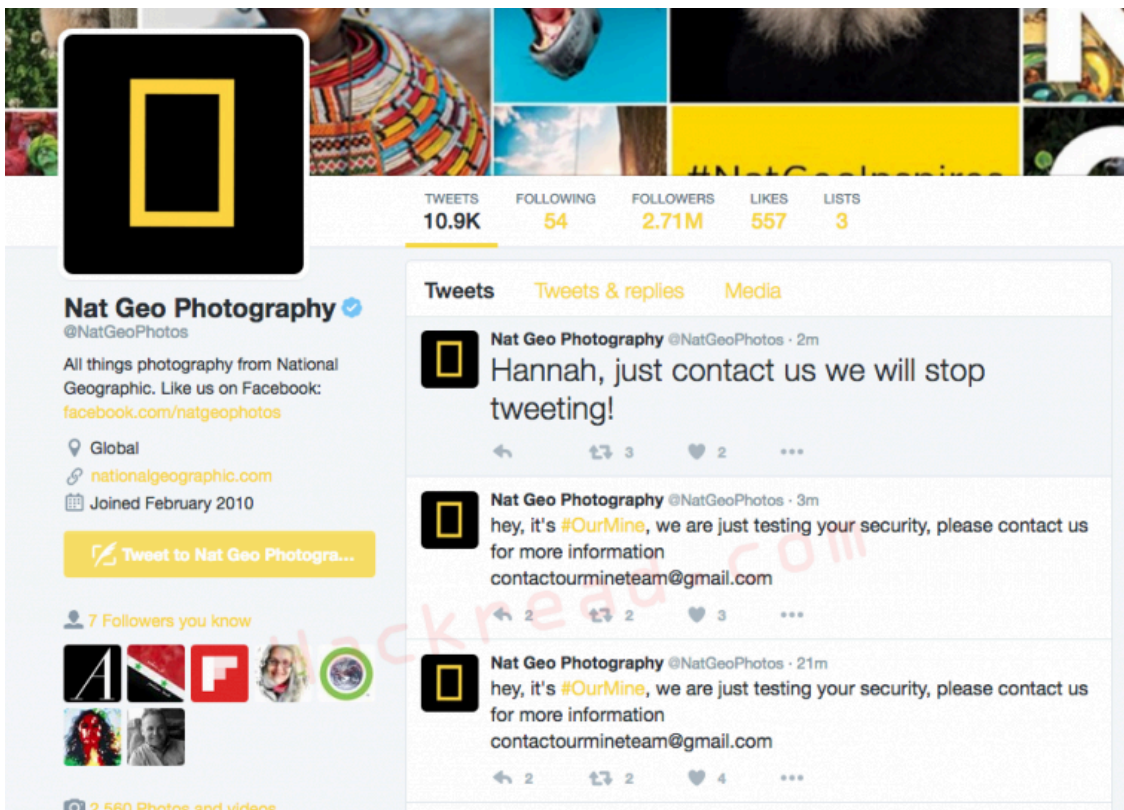 #NatGeoInspires
TWEETS FOLLOWING FOLLOWERS LIKES LISTS
10.9K 54 2.71M 557 3
Nat Geo Photography
@NatGeoPhotos
All things photography from National
Geographic. Like us on Facebook:
facebook.com/natgeophotos
Global
nationalgeographic.com
Joined February 2010
Tweet to Nat Geo Photogra...
7 Followers you know
A
2,560 Photos and videos
Tweets Tweets & replies Media
Nat Geo Photography @NatGeoPhotos · 2m
Hannah, just contact us we will stop
tweeting!
3 2
Nat Geo Photography @NatGeoPhotos · 3m
hey, it's #OurMine, we are just testing your security, please contact us
for more information
contactourmineteam@gmail.com
2 2 3
Nat Geo Photography @NatGeoPhotos · 21m
hey, it's #OurMine, we are just testing your security, please contact us
for more information
contactourmineteam@gmail.com
2 2 4
Hackread.com